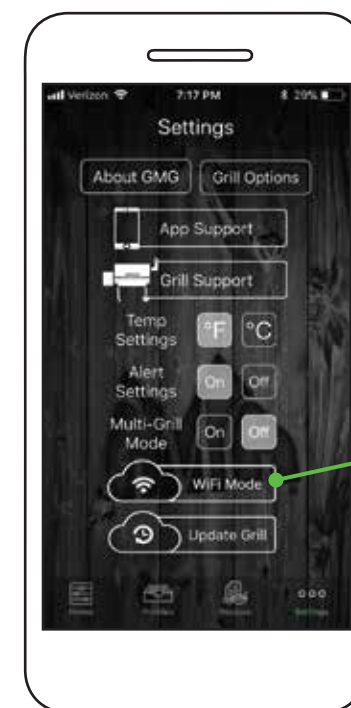 Verizon 7:17 PM 29%
Settings
About GMG Grill Options
App Support
Grill Support
Temp
Settings °F °C
Alert
Settings On Off
Multi-Grill
Mode On Off
WiFi Mode
Update Grill
Settings